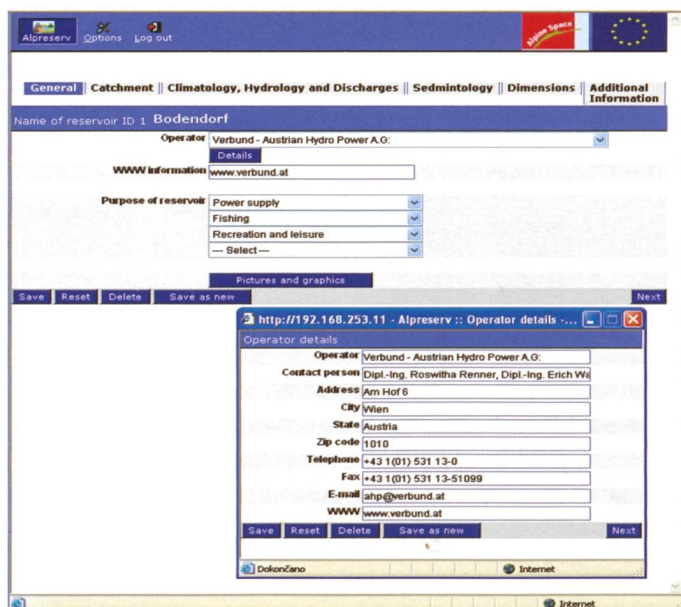 Alpreserv Options Log out
Alpine Space
General Catchment Climatology, Hydrology and Discharges Sedmintology Dimensions Additional Information
Name of reservoir ID 1 Bodendorf
Operator Verbund - Austrian Hydro Power A.G:
Details
WWW information www.verbund.at
Purpose of reservoir Power supply
Fishing
Recreation and leisure
--- Select ---
Pictures and graphics
Save Reset Delete Save as new Next
http://192.168.253.11 - Alpreserv :: Operator details -...
Operator details
Operator Verbund - Austrian Hydro Power A.G:
Contact person Dipl.-Ing. Roswitha Renner, Dipl.-Ing. Erich Wa
Address Am Hof 6
City Wien
State Austria
Zip code 1010
Telephone +43 1(01) 531 13-0
Fax +43 1(01) 531 13-51099
E-mail ahp@verbund.at
WWW www.verbund.at
Save Reset Delete Save as new Next
Dokončano Internet
Internet